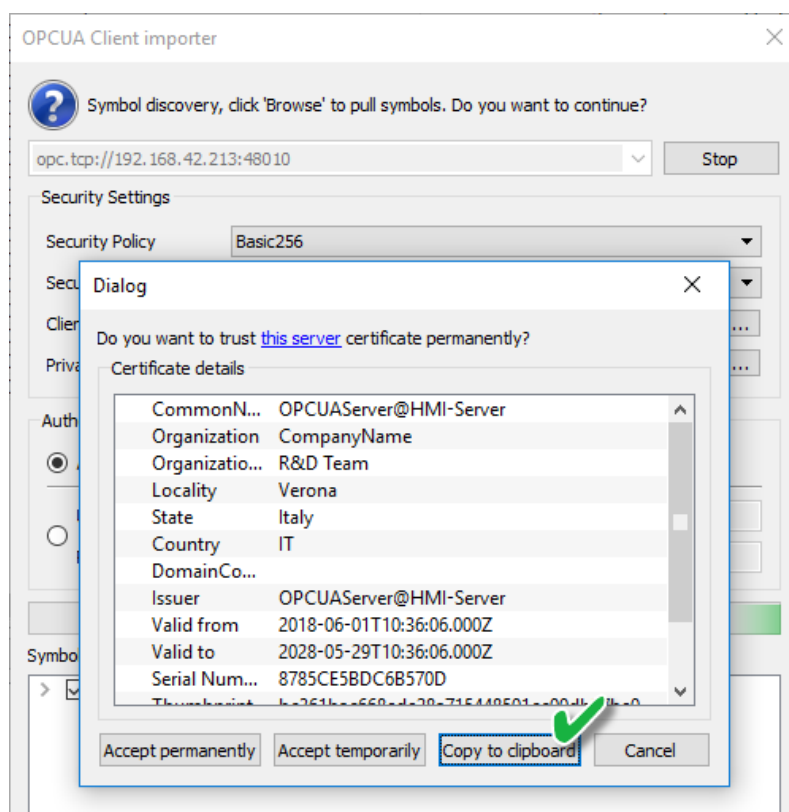 OPCUA Client importer
Symbol discovery, click 'Browse' to pull symbols. Do you want to continue?
opc.tcp://192.168.42.213:48010
Stop
Security Settings
Security Policy Basic256
Secu
Dialog
Clier
...
Do you want to trust this server certificate permanently?
Priva
...
Certificate details
CommonN... OPCUAServer@HMI-Server
Auth
Organization CompanyName
Organizatio... R&D Team
Locality Verona
State Italy
Country IT
DomainCo...
Issuer OPCUAServer@HMI-Server
Valid from 2018-06-01T10:36:06.000Z
Valid to 2028-05-29T10:36:06.000Z
Symbo
Serial Num... 8785CE5BDC6B570D
Thumbprint
Accept permanently Accept temporarily Copy to clipboard Cancel